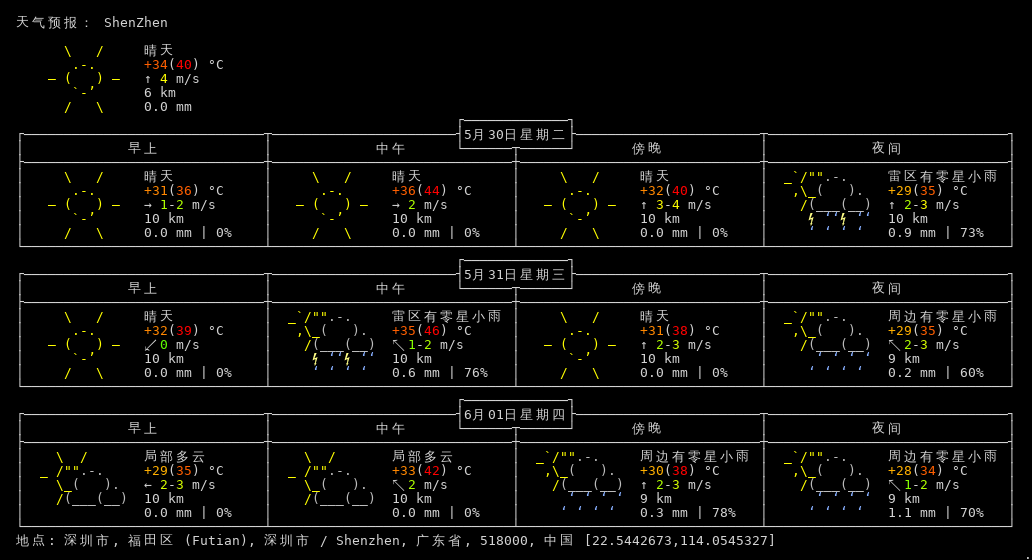 天气预报： ShenZhen
晴天
+34(40) °C
↑ 4 m/s
6 km
0.0 mm
5月30日星期二
早上 中午 傍晚 夜间
晴天 晴天 晴天 雷区有零星小雨
+31(36) °C +36(44) °C +32(40) °C +29(35) °C
→ 1-2 m/s → 2 m/s ↑ 3-4 m/s ↑ 2-3 m/s
10 km 10 km 10 km 10 km
0.0 mm | 0% 0.0 mm | 0% 0.0 mm | 0% 0.9 mm | 73%
5月31日星期三
早上 中午 傍晚 夜间
晴天 雷区有零星小雨 晴天 周边有零星小雨
+32(39) °C +35(46) °C +31(38) °C +29(35) °C
↙ 0 m/s ↖ 1-2 m/s ↑ 2-3 m/s ↖ 2-3 m/s
10 km 10 km 10 km 9 km
0.0 mm | 0% 0.6 mm | 76% 0.0 mm | 0% 0.2 mm | 60%
6月01日星期四
早上 中午 傍晚 夜间
局部多云 局部多云 周边有零星小雨 周边有零星小雨
+29(35) °C +33(42) °C +30(38) °C +28(34) °C
← 2-3 m/s ↖ 2 m/s ↑ 2-3 m/s ↖ 1-2 m/s
10 km 10 km 9 km 9 km
0.0 mm | 0% 0.0 mm | 0% 0.3 mm | 78% 1.1 mm | 70%
地点: 深圳市, 福田区 (Futian), 深圳市 / Shenzhen, 广东省, 518000, 中国 [22.5442673,114.0545327]